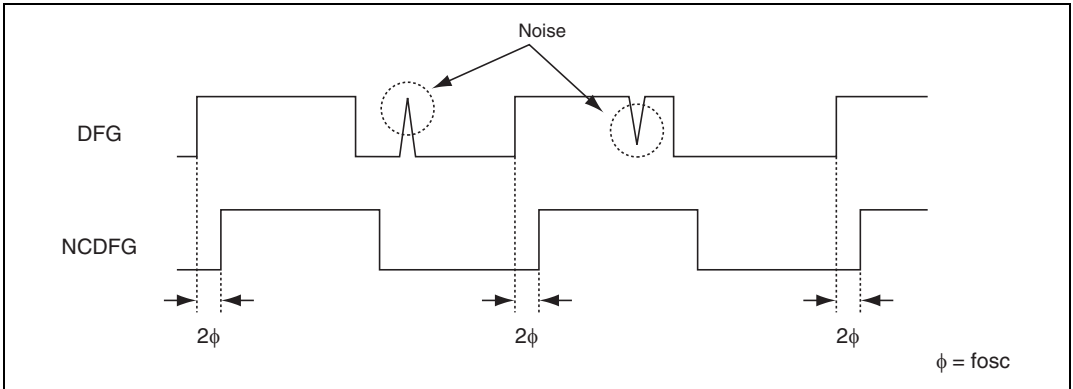 Noise
DFG
NCDFG
2ϕ
2ϕ
2ϕ
ϕ = fosc